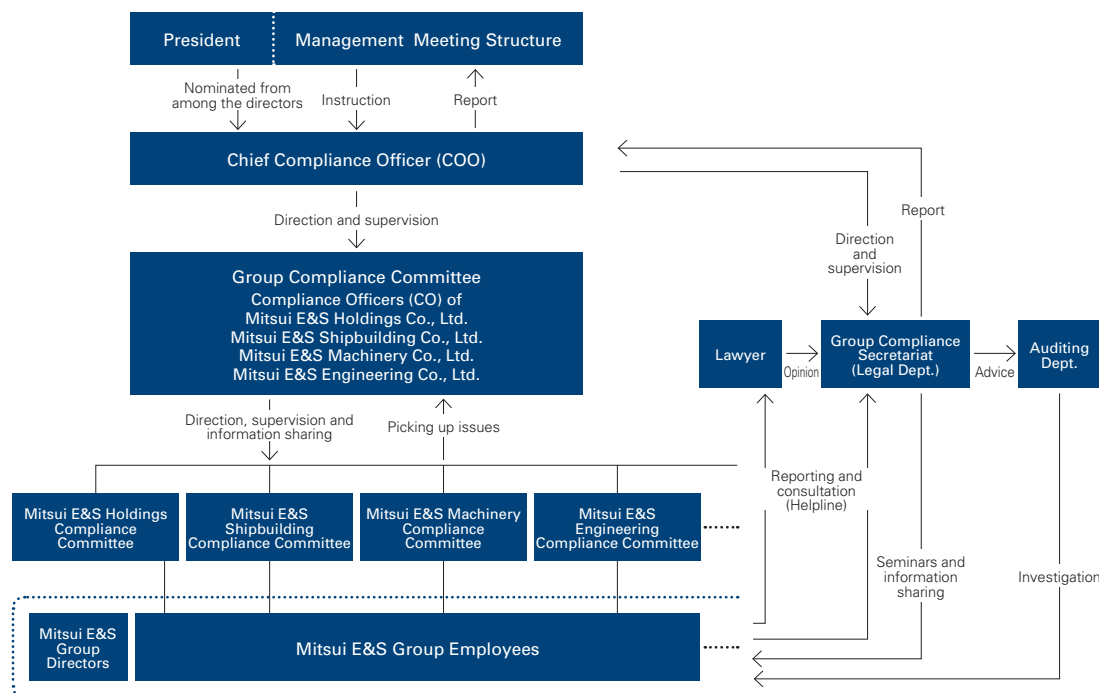 President
Management Meeting Structure
Nominated from
among the directors
Instruction
Report
Chief Compliance Officer (COO)
Direction and supervision
Report
Direction
and
supervision
Group Compliance Committee
Compliance Officers (CO) of
Mitsui E&S Holdings Co., Ltd.
Mitsui E&S Shipbuilding Co., Ltd.
Mitsui E&S Machinery Co., Ltd.
Mitsui E&S Engineering Co., Ltd.
Lawyer
Opinion
Group Compliance
Secretariat
(Legal Dept.)
Advice
Auditing
Dept.
Direction, supervision and
information sharing
Picking up issues
Reporting and
consultation
(Helpline)
Mitsui E&S Holdings
Compliance
Committee
Mitsui E&S
Shipbuilding
Compliance Committee
Mitsui E&S Machinery
Compliance
Committee
Mitsui E&S
Engineering
Compliance Committee
Seminars and
information
sharing
Investigation
Mitsui E&S
Group
Directors
Mitsui E&S Group Employees